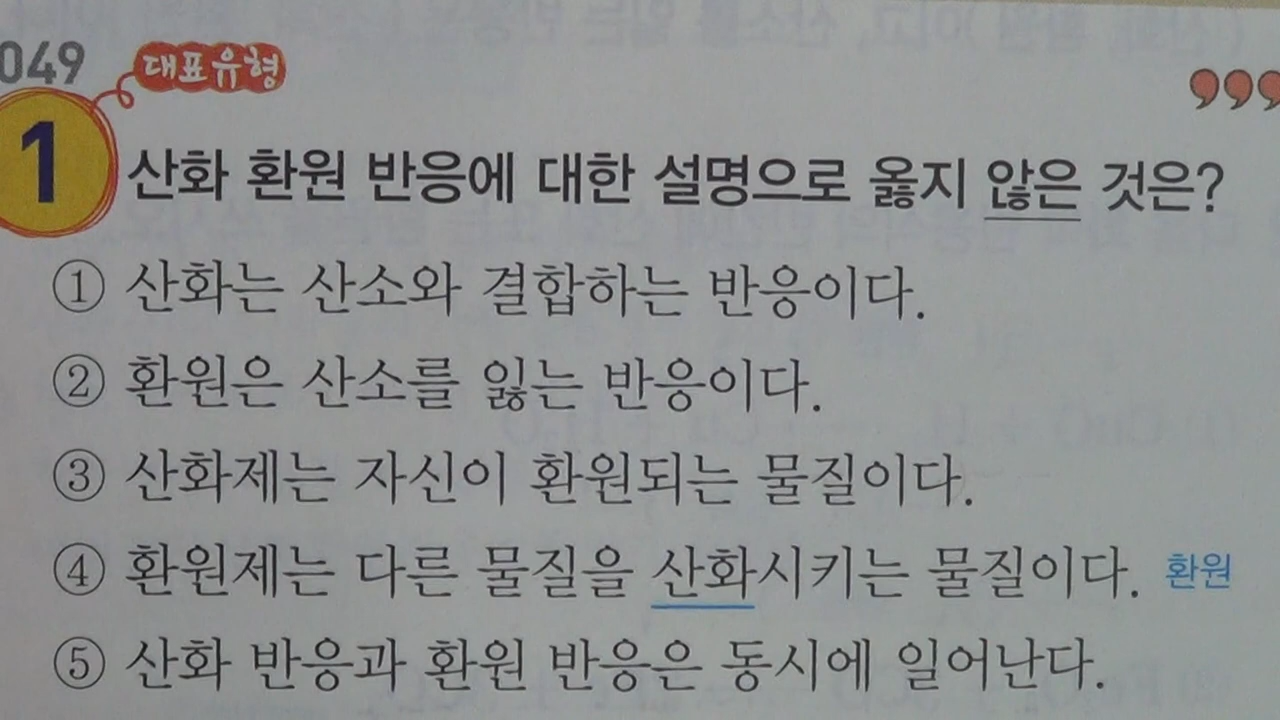 049 대표유형
1 산화 환원 반응에 대한 설명으로 옳지 않은 것은?
① 산화는 산소와 결합하는 반응이다.
② 환원은 산소를 잃는 반응이다.
③ 산화제는 자신이 환원되는 물질이다.
④ 환원제는 다른 물질을 산화시키는 물질이다. 환원
⑤ 산화 반응과 환원 반응은 동시에 일어난다.